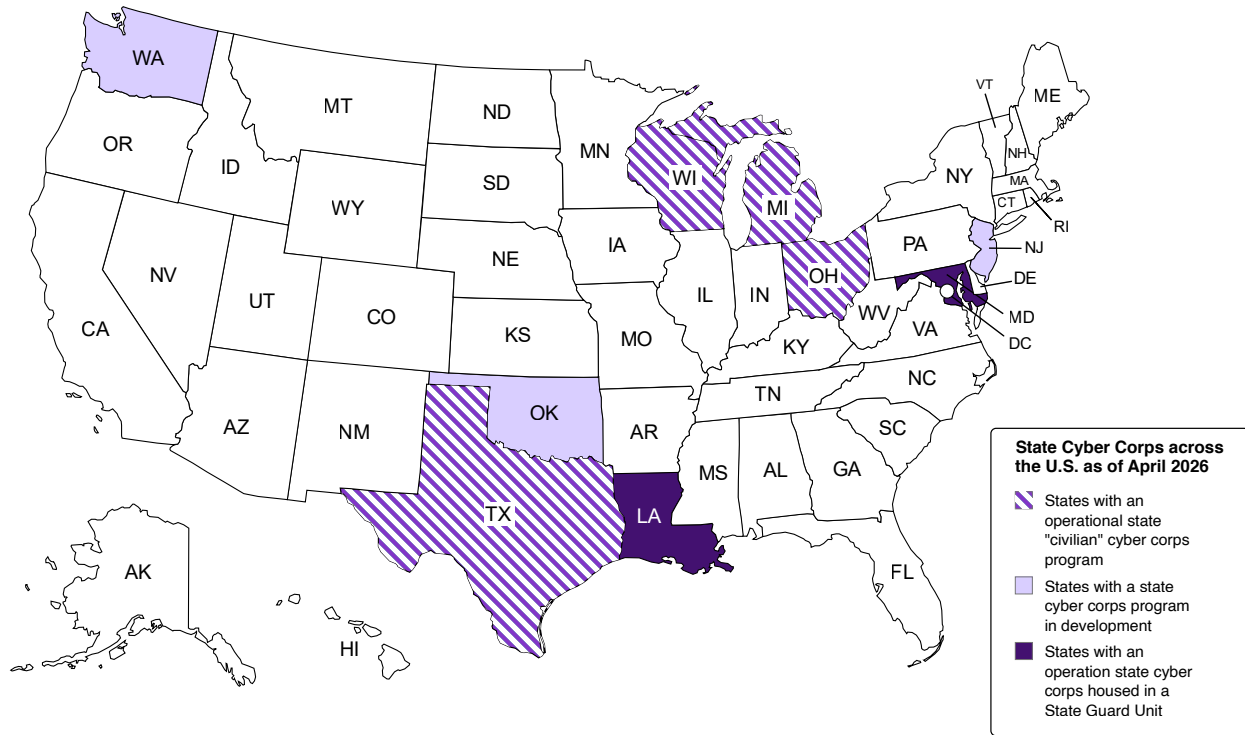 WA
OR
CA
NV
ID
MT
WY
UT
AZ
CO
NM
ND
SD
NE
KS
OK
TX
MN
IA
MO
AR
LA
WI
IL
MI
IN
OH
KY
TN
MS
AL
GA
FL
SC
NC
VA
WV
PA
NY
VT
NH
ME
MA
CT
RI
NJ
DE
MD
DC
AK
HI
State Cyber Corps across
the U.S. as of April 2026
States with an
operational state
"civilian" cyber corps
program
States with a state
cyber corps program
in development
States with an
operation state cyber
corps housed in a
State Guard Unit